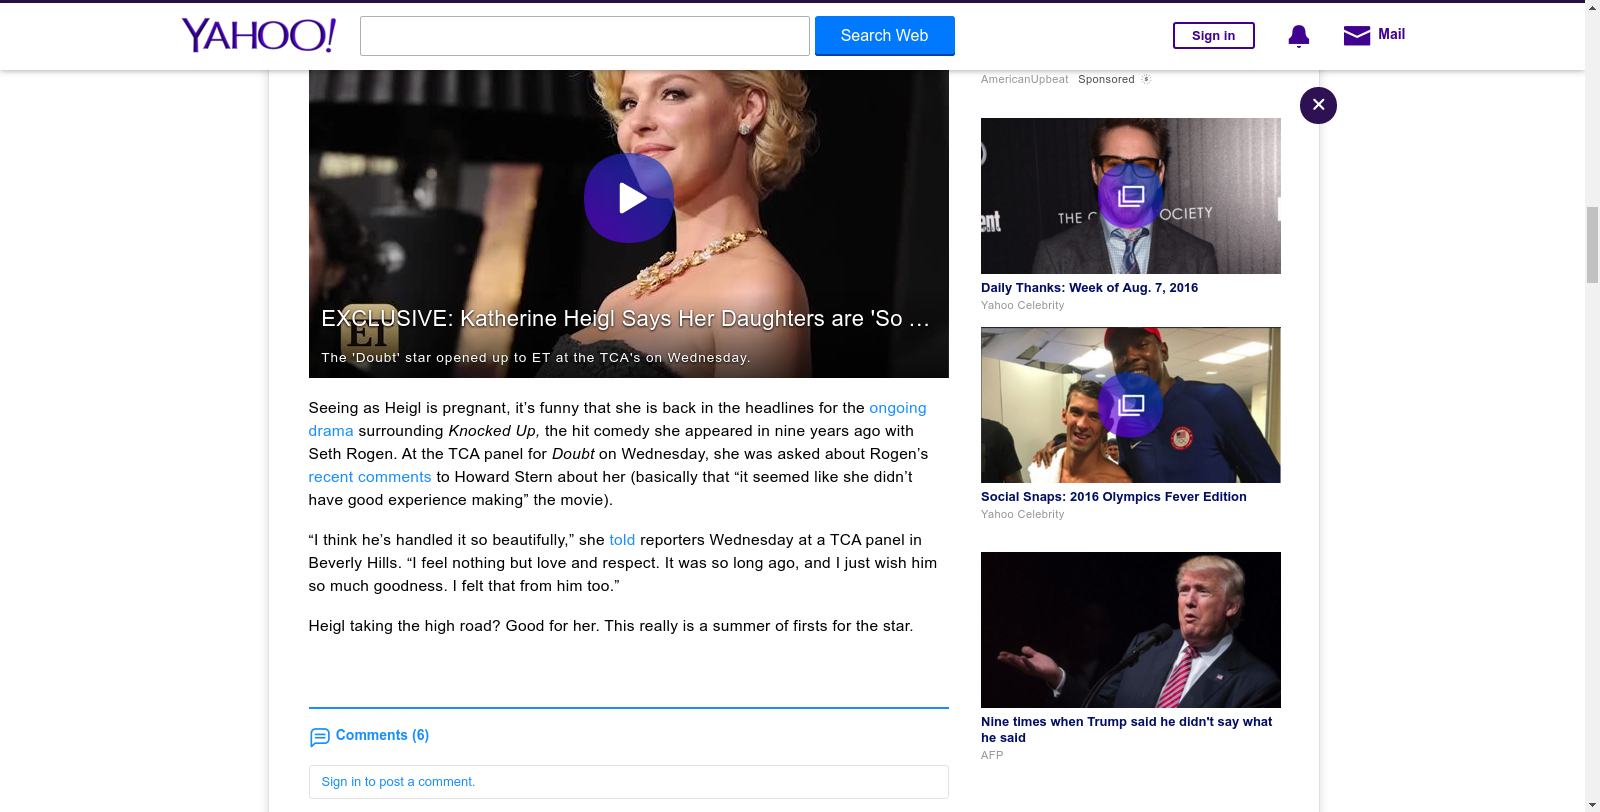 YAHOO!
Search Web
Sign in
Mail
AmericanUpbeat Sponsored
ET
EXCLUSIVE: Katherine Heigl Says Her Daughters are 'So …
The 'Doubt' star opened up to ET at the TCA's on Wednesday.
Seeing as Heigl is pregnant, it’s funny that she is back in the headlines for the ongoing
drama surrounding Knocked Up, the hit comedy she appeared in nine years ago with
Seth Rogen. At the TCA panel for Doubt on Wednesday, she was asked about Rogen’s
recent comments to Howard Stern about her (basically that “it seemed like she didn’t
have good experience making” the movie).
“I think he’s handled it so beautifully,” she told reporters Wednesday at a TCA panel in
Beverly Hills. “I feel nothing but love and respect. It was so long ago, and I just wish him
so much goodness. I felt that from him too.”
Heigl taking the high road? Good for her. This really is a summer of firsts for the star.
Comments (6)
Sign in to post a comment.
THE
Daily Thanks: Week of Aug. 7, 2016
Yahoo Celebrity
Social Snaps: 2016 Olympics Fever Edition
Yahoo Celebrity
Nine times when Trump said he didn't say what
he said
AFP